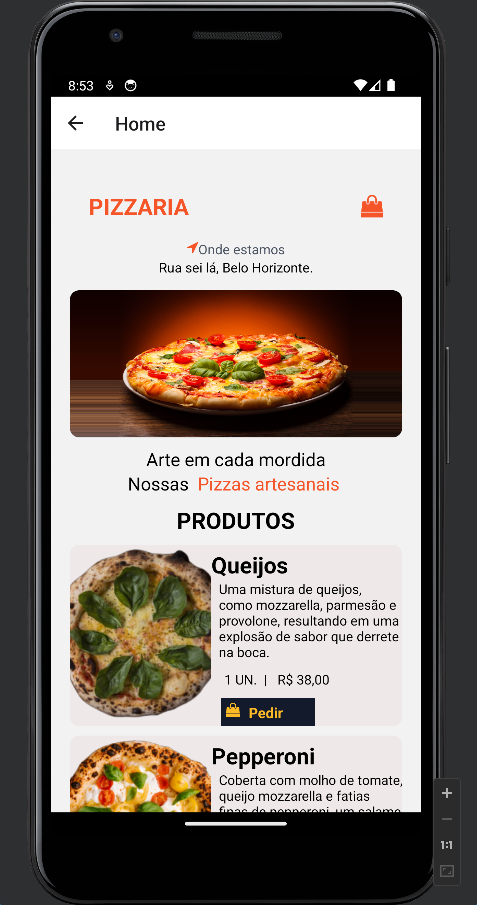 8:53
Home
PIZZARIA
Onde estamos
Rua sei lá, Belo Horizonte.
Arte em cada mordida
Nossas Pizzas artesanais
PRODUTOS
Queijos
Uma mistura de queijos,
como mozzarella, parmesão e
provolone, resultando em uma
explosão de sabor que derrete
na boca.
1 UN. | R$ 38,00
Pedir
Pepperoni
Coberta com molho de tomate,
queijo mozzarella e fatias
finas de pepperoni, um salame
1:1